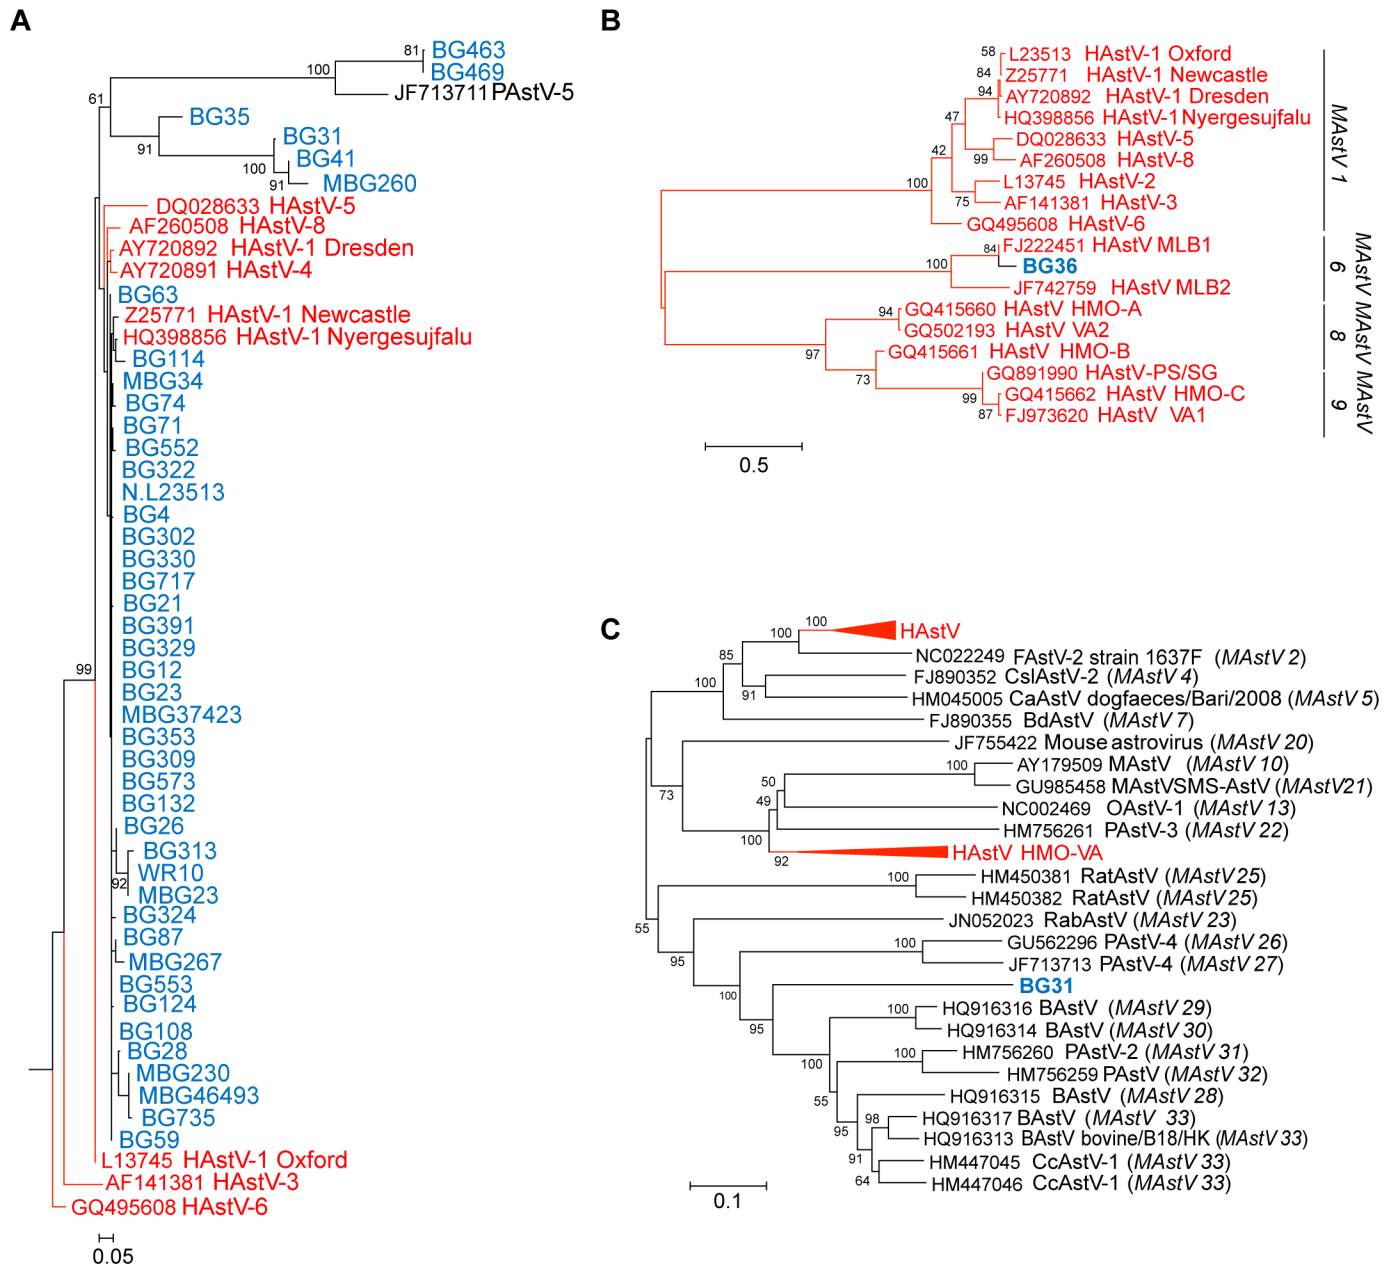 A
81
BG463
BG469
100
JF713711 PAstV-5
61
BG35
91
BG31
100
BG41
91
MBG260
DQ028633 HAstV-5
AF260508 HAstV-8
AY720892 HAstV-1 Dresden
AY720891 HAstV-4
BG63
Z25771 HAstV-1 Newcastle
HQ398856 HAstV-1 Nyergesujfalu
BG114
MBG34
BG74
BG71
BG552
BG322
N.L23513
BG4
BG302
BG330
BG717
BG21
BG391
BG329
99
BG12
BG23
MBG37423
BG353
BG309
BG573
BG132
BG26
BG313
WR10
92
MBG23
BG324
BG87
MBG267
BG553
BG124
BG108
BG28
MBG230
MBG46493
BG735
BG59
L13745 HAstV-1 Oxford
AF141381 HAstV-3
GQ495608 HAstV-6
0.05
B
58
L23513 HAstV-1 Oxford
84
Z25771 HAstV-1 Newcastle
94
AY720892 HAstV-1 Dresden
HQ398856 HAstV-1 Nyergesujfalu
47
DQ028633 HAstV-5
99
AF260508 HAstV-8
42
L13745 HAstV-2
75
AF141381 HAstV-3
100
GQ495608 HAstV-6
MAstV 1
84
FJ222451 HAstV MLB1
BG36
100
JF742759 HAstV MLB2
MAstV 6
94
GQ415660 HAstV HMO-A
GQ502193 HAstV VA2
97
GQ415661 HAstV HMO-B
MAstV 8
73
GQ891990 HAstV-PS/SG
99
GQ415662 HAstV HMO-C
87
FJ973620 HAstV VA1
MAstV 9
0.5
C
100
HAstV
100
NC022249 FAstV-2 strain 1637F (MAstV 2)
85
FJ890352 CslAstV-2 (MAstV 4)
91
HM045005 CaAstV dogfaeces/Bari/2008 (MAstV 5)
100
FJ890355 BdAstV (MAstV 7)
JF755422 Mouse astrovirus (MAstV 20)
73
100
AY179509 MAstV (MAstV 10)
GU985458 MAstVSMS-AstV (MAstV21)
50
NC002469 OAstV-1 (MAstV 13)
49
HM756261 PAstV-3 (MAstV 22)
100
92
HAstV HMO-VA
100
HM450381 RatAstV (MAstV 25)
HM450382 RatAstV (MAstV 25)
55
JN052023 RabAstV (MAstV 23)
95
100
GU562296 PAstV-4 (MAstV 26)
JF713713 PAstV-4 (MAstV 27)
100
BG31
95
100
HQ916316 BAstV (MAstV 29)
HQ916314 BAstV (MAstV 30)
100
100
HM756260 PAstV-2 (MAstV 31)
HM756259 PAstV (MAstV 32)
55
HQ916315 BAstV (MAstV 28)
95
98
HQ916317 BAstV (MAstV 33)
HQ916313 BAstV bovine/B18/HK (MAstV 33)
91
HM447045 CcAstV-1 (MAstV 33)
64
HM447046 CcAstV-1 (MAstV 33)
0.1